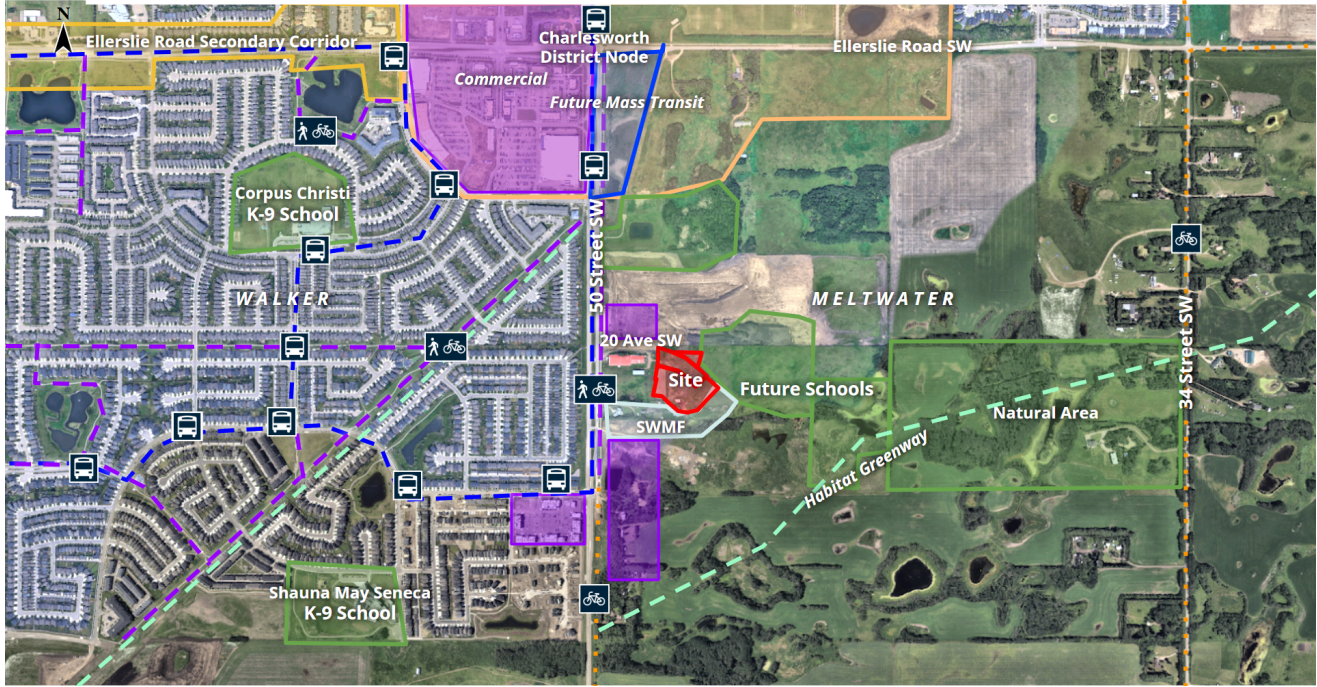 N
Ellerslie Road Secondary Corridor
Charlesworth
District Node
Ellerslie Road SW
Commercial
Future Mass Transit
Corpus Christi
K-9 School
50 Street SW
WALKER
MELTWATER
34 Street SW
20 Ave SW
Site
Future Schools
SWMF
Natural Area
Habitat Greenway
Shauna May Seneca
K-9 School